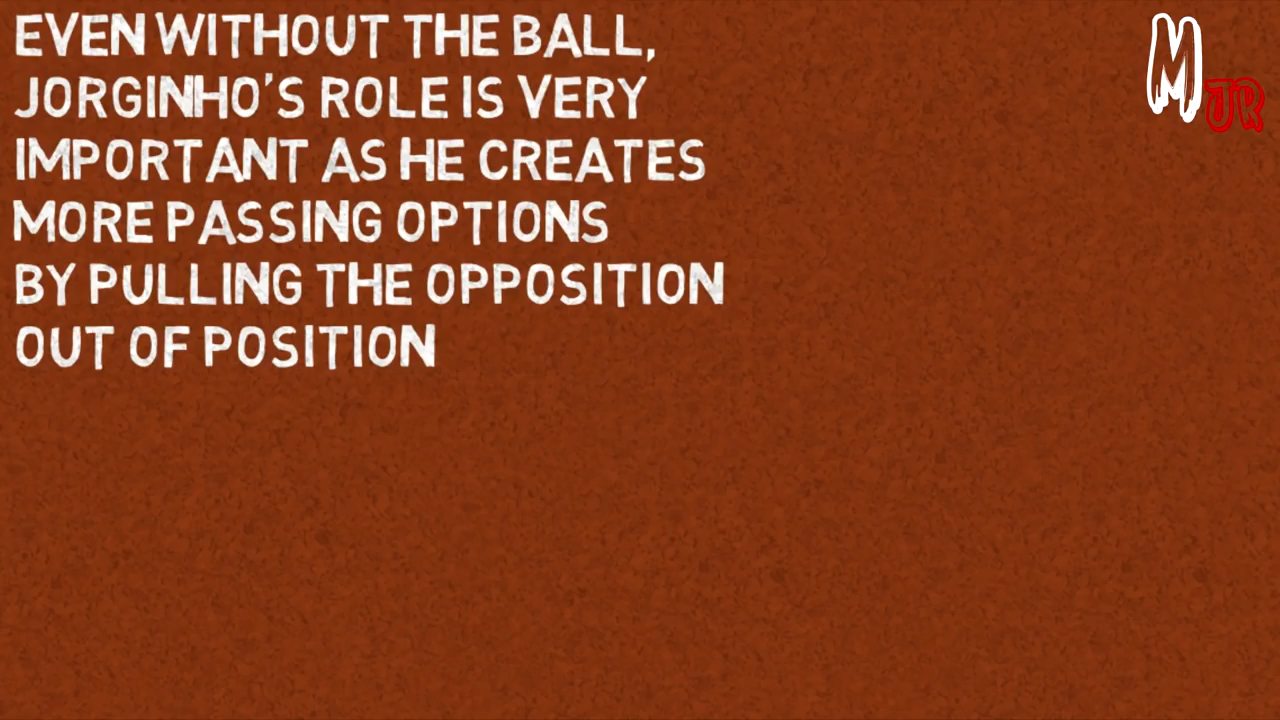 EVEN WITHOUT THE BALL,
JORGINHO'S ROLE IS VERY
IMPORTANT AS HE CREATES
MORE PASSING OPTIONS
BY PULLING THE OPPOSITION
OUT OF POSITION
M JR